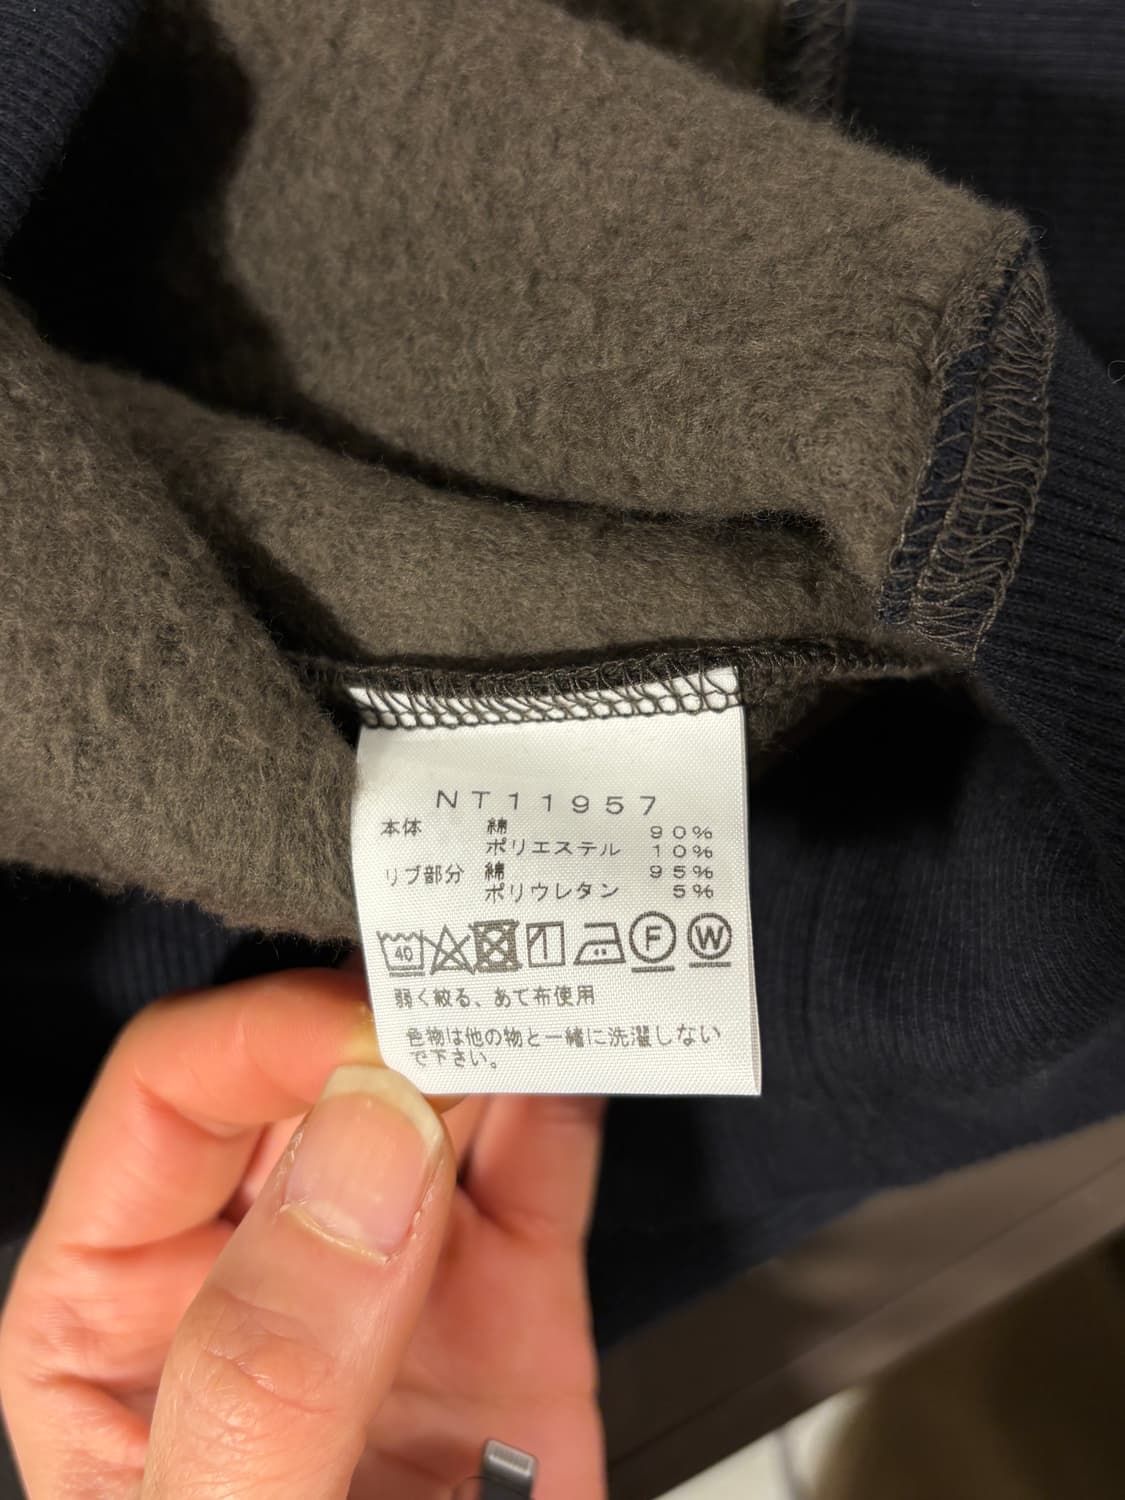 NT11957
本体 綿 90%
ポリエステル 10%
リブ部分 綿 95%
ポリウレタン 5%
40 F W
弱く絞る、あて布使用
色物は他の物と一緒に洗濯しない
で下さい。